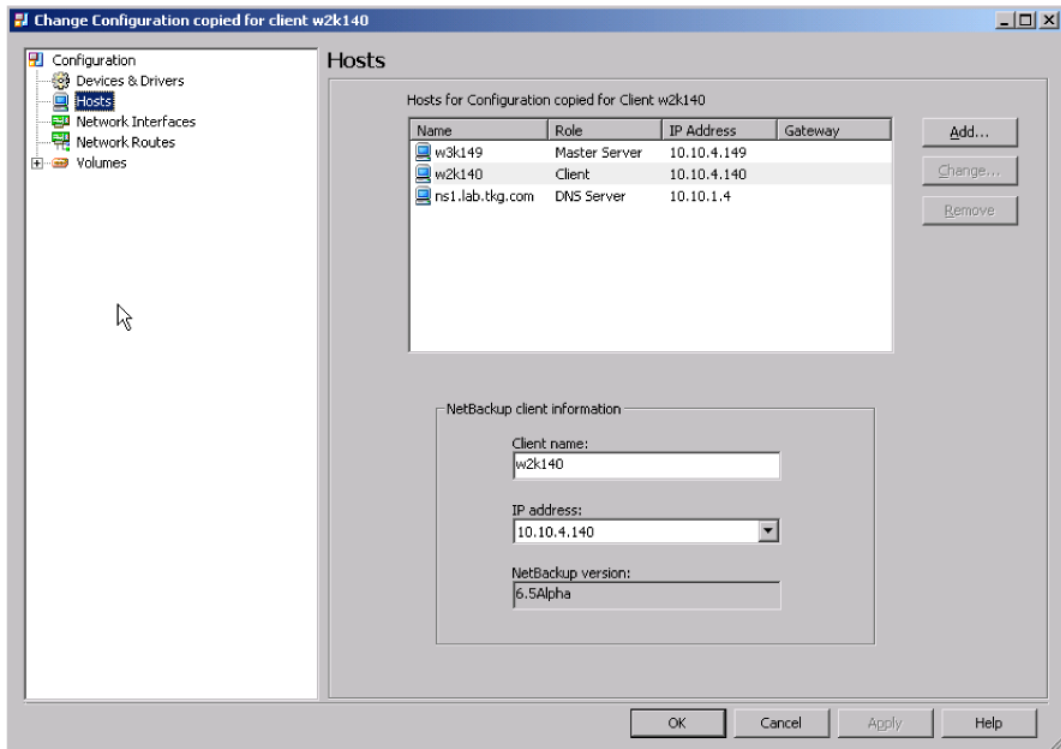 Change Configuration copied for client w2k140
Configuration
Devices & Drivers
Hosts
Network Interfaces
Network Routes
Volumes
Hosts
Hosts for Configuration copied for Client w2k140
Name Role IP Address Gateway
w3k149 Master Server 10.10.4.149
w2k140 Client 10.10.4.140
ns1.lab.tkg.com DNS Server 10.10.1.4
Add...
Change...
Remove
NetBackup client information
Client name:
w2k140
IP address:
10.10.4.140
NetBackup version:
6.5Alpha
OK Cancel Apply Help